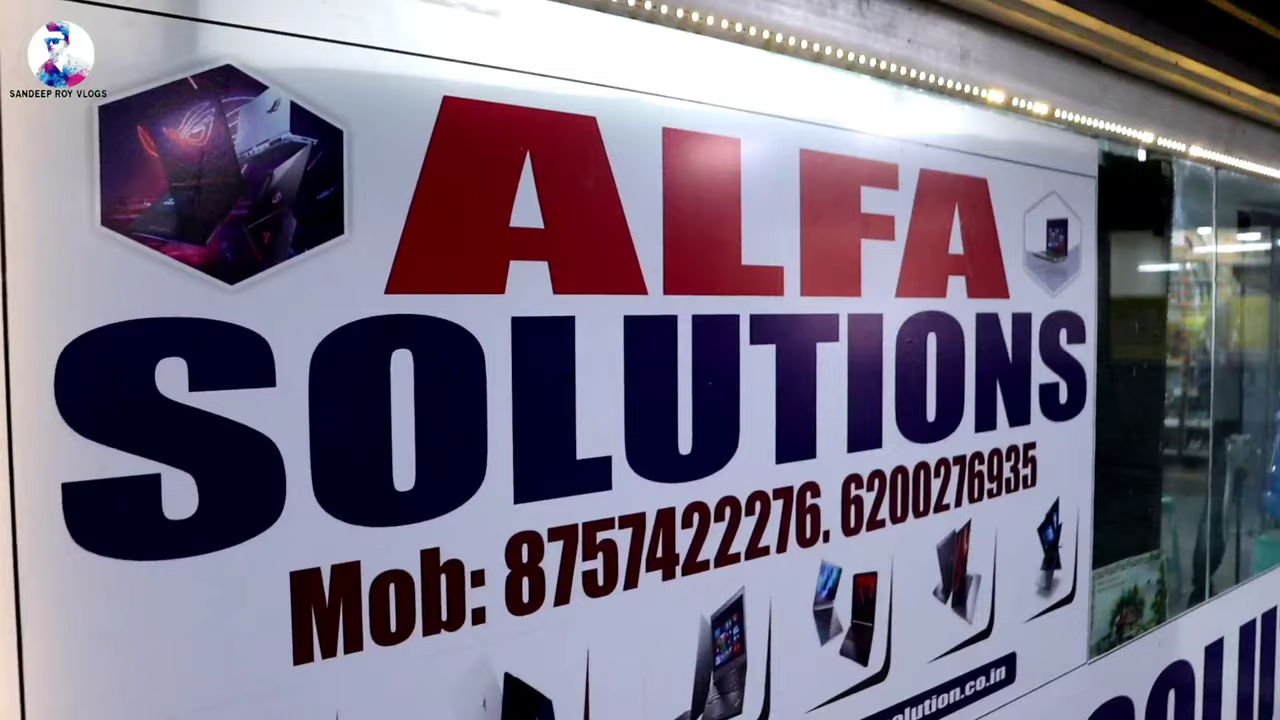 SANDEEP ROY VLOGS
ALFA
SOLUTIONS
Mob: 8757422276. 6200276935
olution.co.in